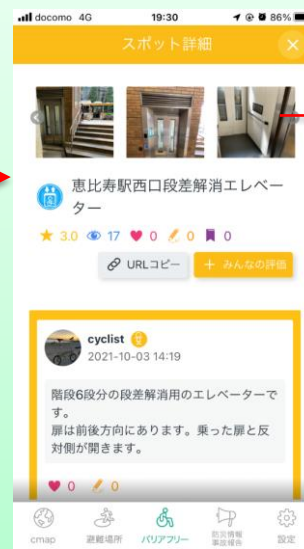 docomo 4G 19:30 86%
スポット詳細
恵比寿駅西口段差解消エレベー
ター
3.0 17 0 0 0
URLコピー + みんなの評価
cyclist
2021-10-03 14:19
階段6段分の段差解消用のエレベーターで
す。
扉は前後方向にあります。乗った扉と反
対側が開きます。
0 0
cmap 避難場所 バリアフリー 防災情報 設定
事故報告